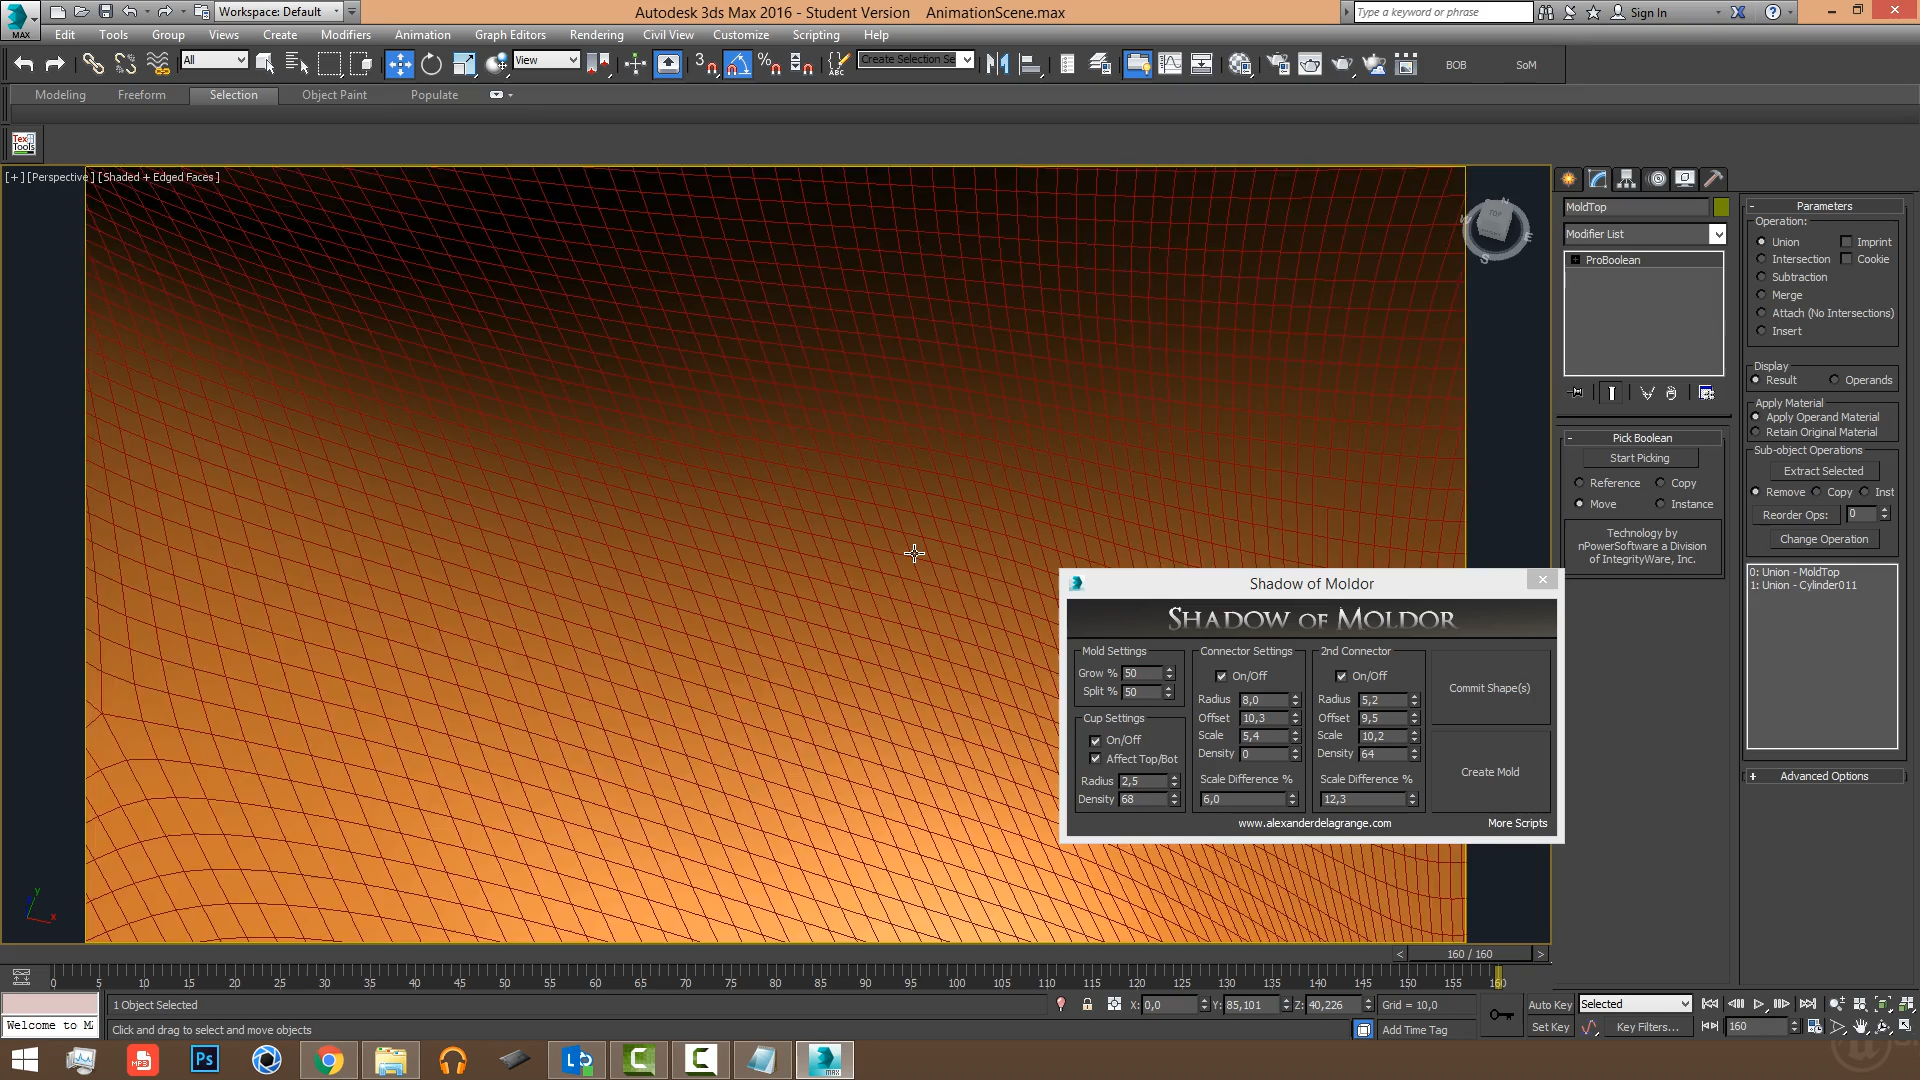 Workspace: Default
Autodesk 3ds Max 2016 - Student Version AnimationScene.max
Type a keyword or phrase
Sign In
MAX
Edit Tools Group Views Create Modifiers Animation Graph Editors Rendering Civil View Customize Scripting Help
All
View
3
ABC
Create Selection Se
BOB
SoM
Modeling Freeform Selection Object Paint Populate
Tex
Tools
[+] [Perspective ] [Shaded + Edged Faces ]
TOP
N
E
S
MoldTop
Modifier List
ProBoolean
Pick Boolean
Start Picking
Reference Copy
Move Instance
Technology by
nPowerSoftware a Division
of IntegrityWare, Inc.
Parameters
Operation:
Union Imprint
Intersection Cookie
Subtraction
Merge
Attach (No Intersections)
Insert
Display
Result Operands
Apply Material
Apply Operand Material
Retain Original Material
Sub-object Operations
Extract Selected
Remove Copy Inst
Reorder Ops: 0
Change Operation
0: Union - MoldTop
1: Union - Cylinder011
Advanced Options
Shadow of Moldor
SHADOW OF MOLDOR
Mold Settings
Grow % 50
Split % 50
Cup Settings
On/Off
Affect Top/Bot
Radius 2,5
Density 68
Connector Settings
On/Off
Radius 8,0
Offset 10,3
Scale 5,4
Density 0
Scale Difference %
6,0
2nd Connector
On/Off
Radius 5,2
Offset 9,5
Scale 10,2
Density 64
Scale Difference %
12,3
Commit Shape(s)
Create Mold
www.alexanderdelagrange.com
More Scripts
y
x
160 / 160
0 5 10 15 20 25 30 35 40 45 50 55 60 65 70 75 80 85 90 95 100 105 110 115 120 125 130 135 140 145 150 155 160
1 Object Selected
X: 0,0 Y: 85,101 Z: 40,226 Grid = 10,0
Auto Key Selected
Welcome to M
Click and drag to select and move objects
Add Time Tag
Set Key Key Filters... 160
MP3
Ps
MAX